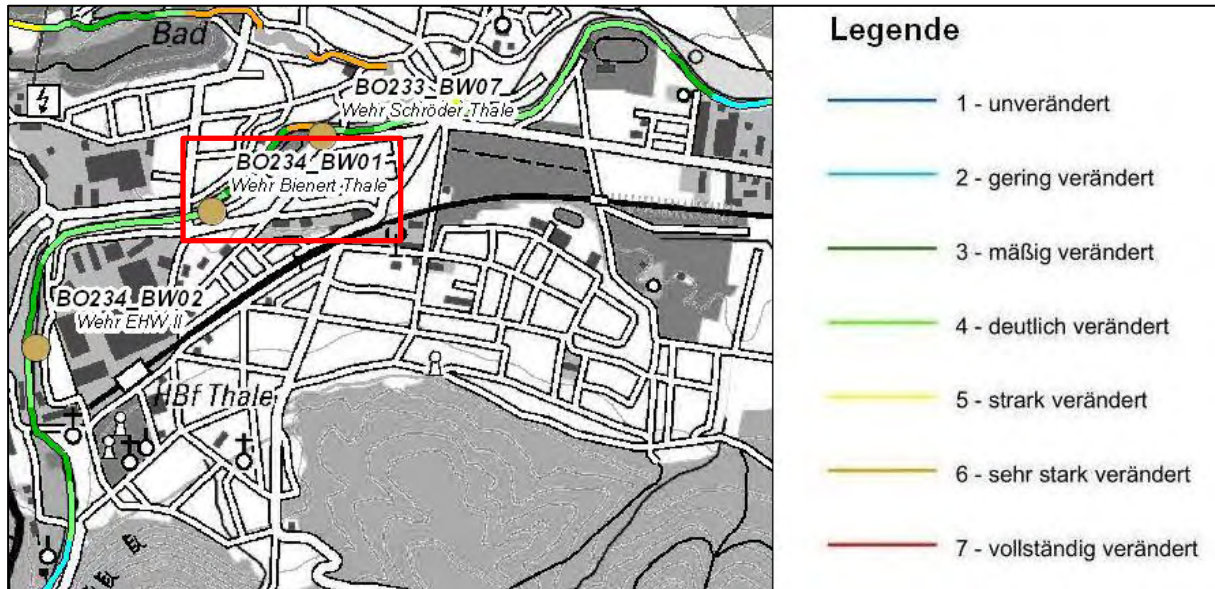 Bad
BO233_BW07
Wehr Schröder Thale
BO234_BW01
Wehr Bienert Thale
BO234_BW02
Wehr EHW II
HBf Thale
Legende
1 - unverändert
2 - gering verändert
3 - mäßig verändert
4 - deutlich verändert
5 - strark verändert
6 - sehr stark verändert
7 - vollständig verändert